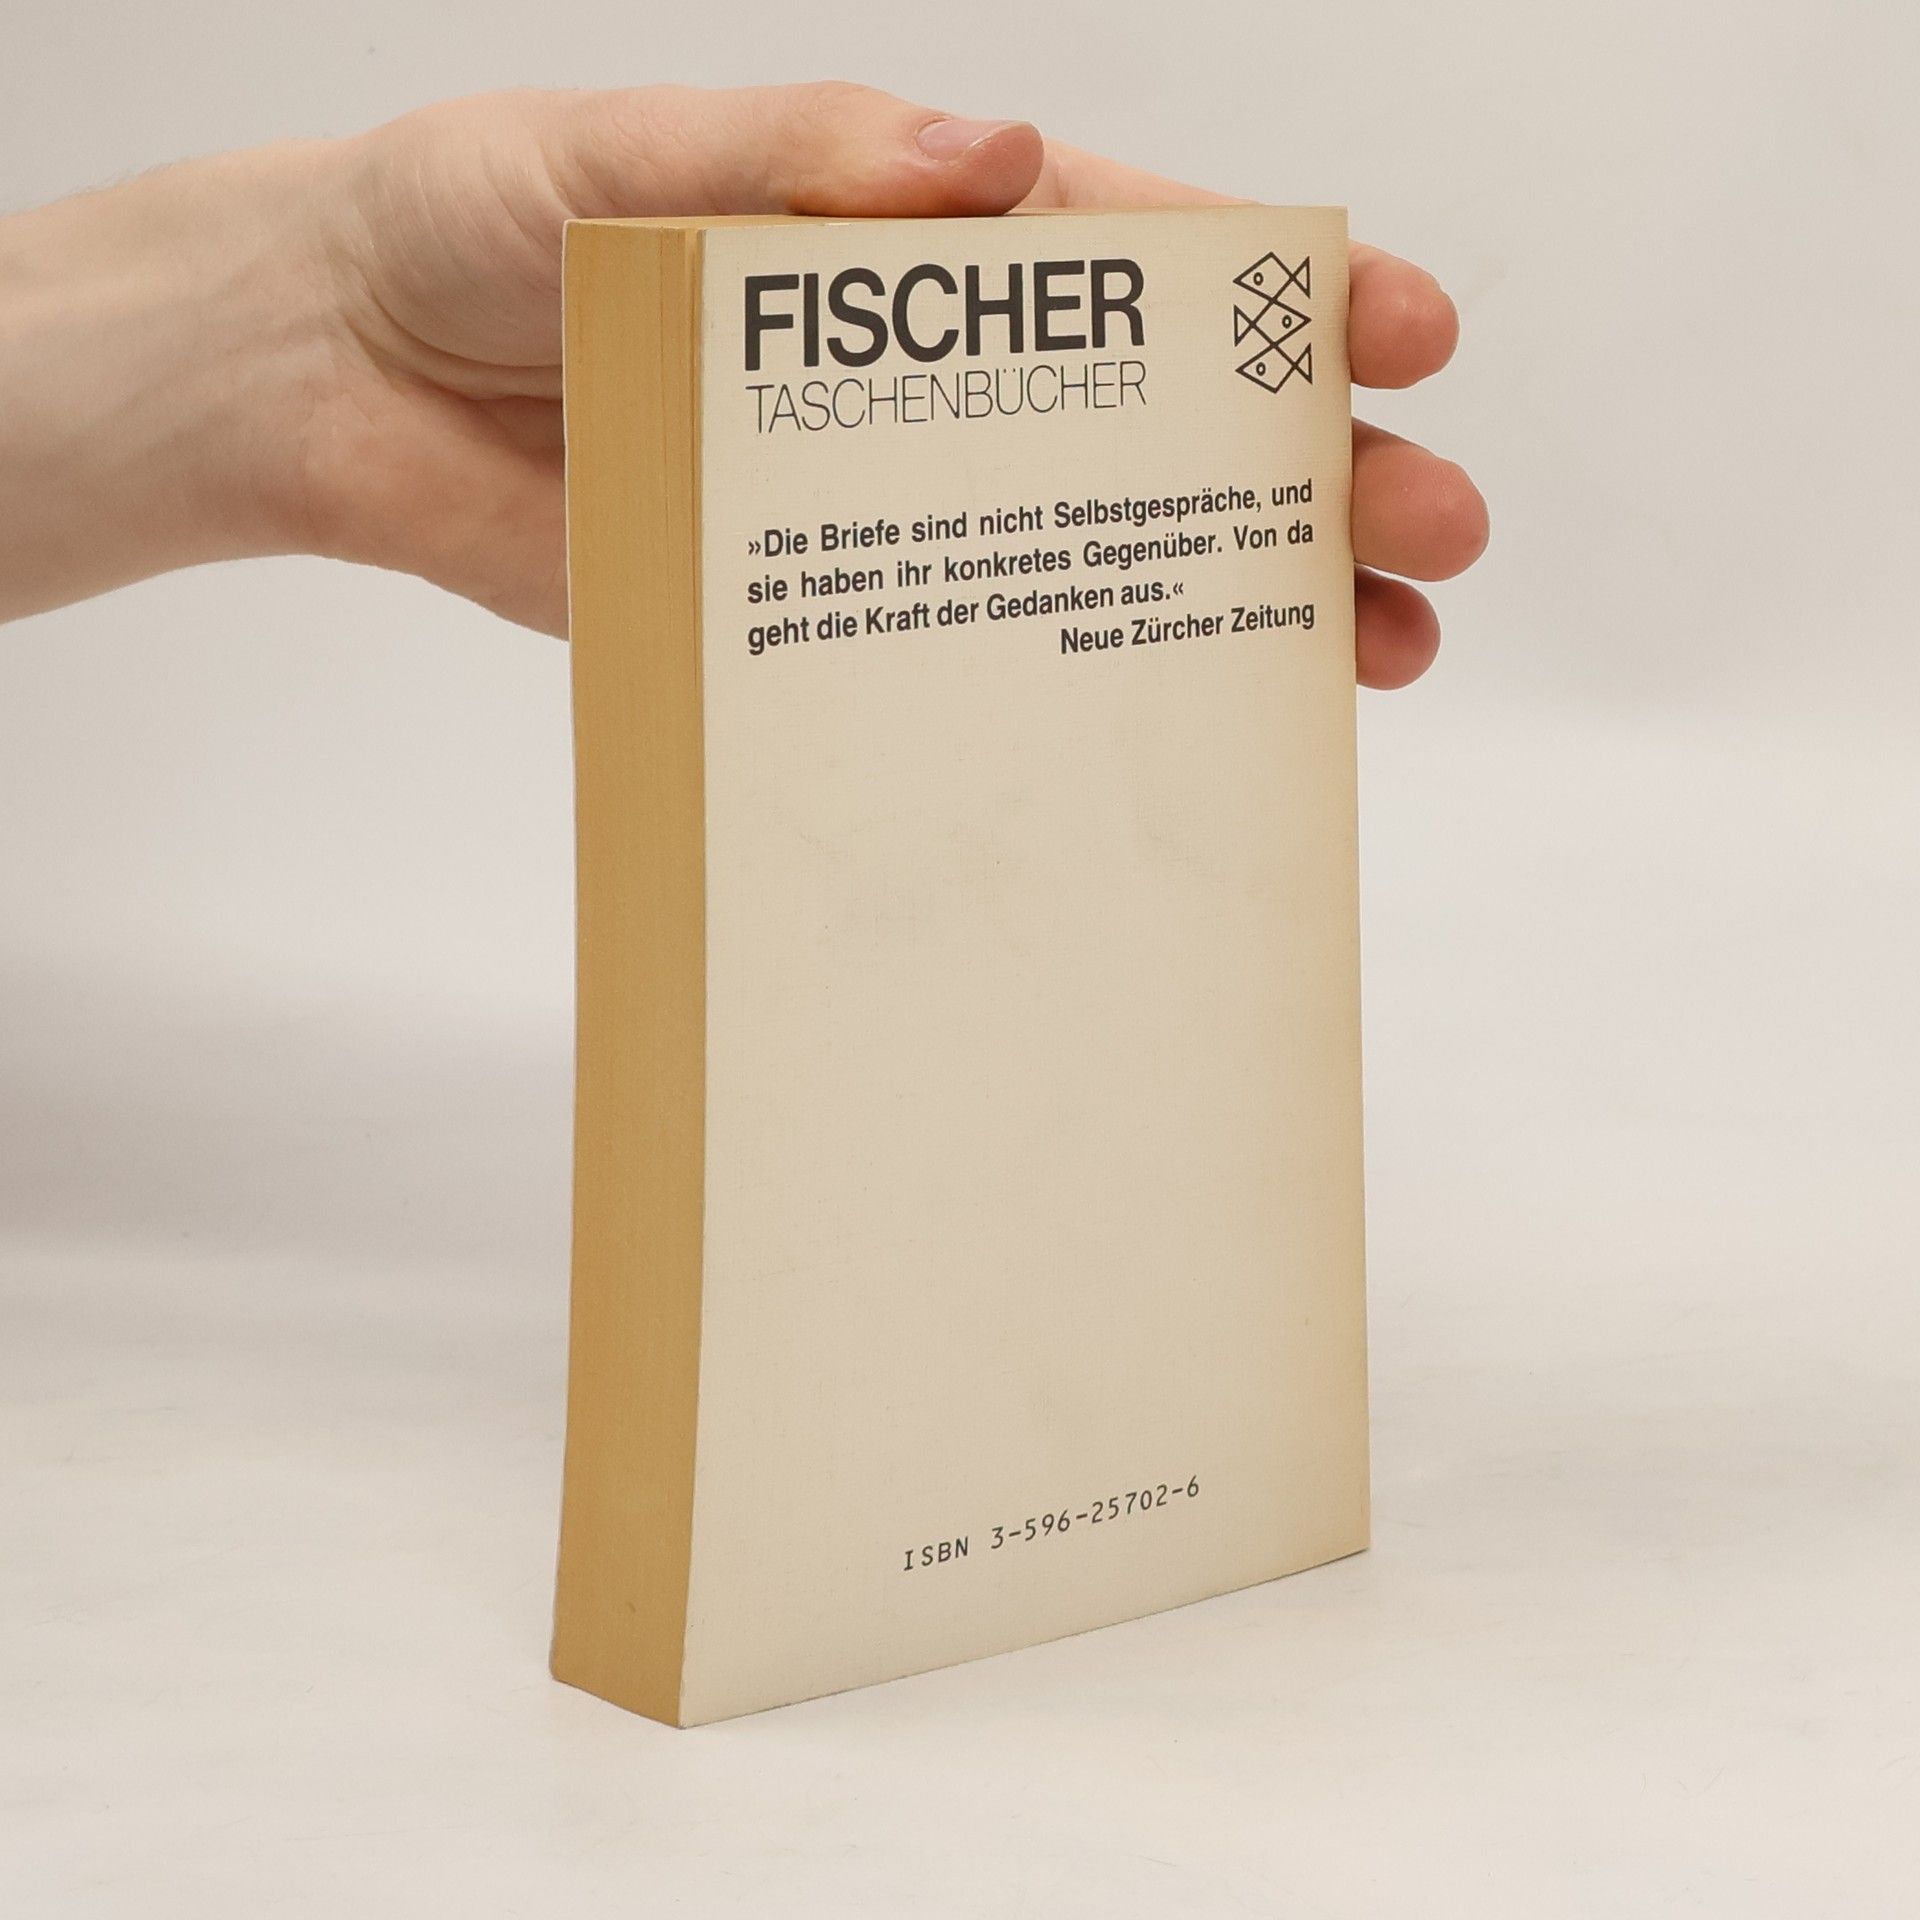 FISCHER
TASCHENBÜCHER
»Die Briefe sind nicht Selbstgespräche, und
sie haben ihr konkretes Gegenüber. Von da
geht die Kraft der Gedanken aus.«
Neue Zürcher Zeitung
ISBN 3-596-25702-6